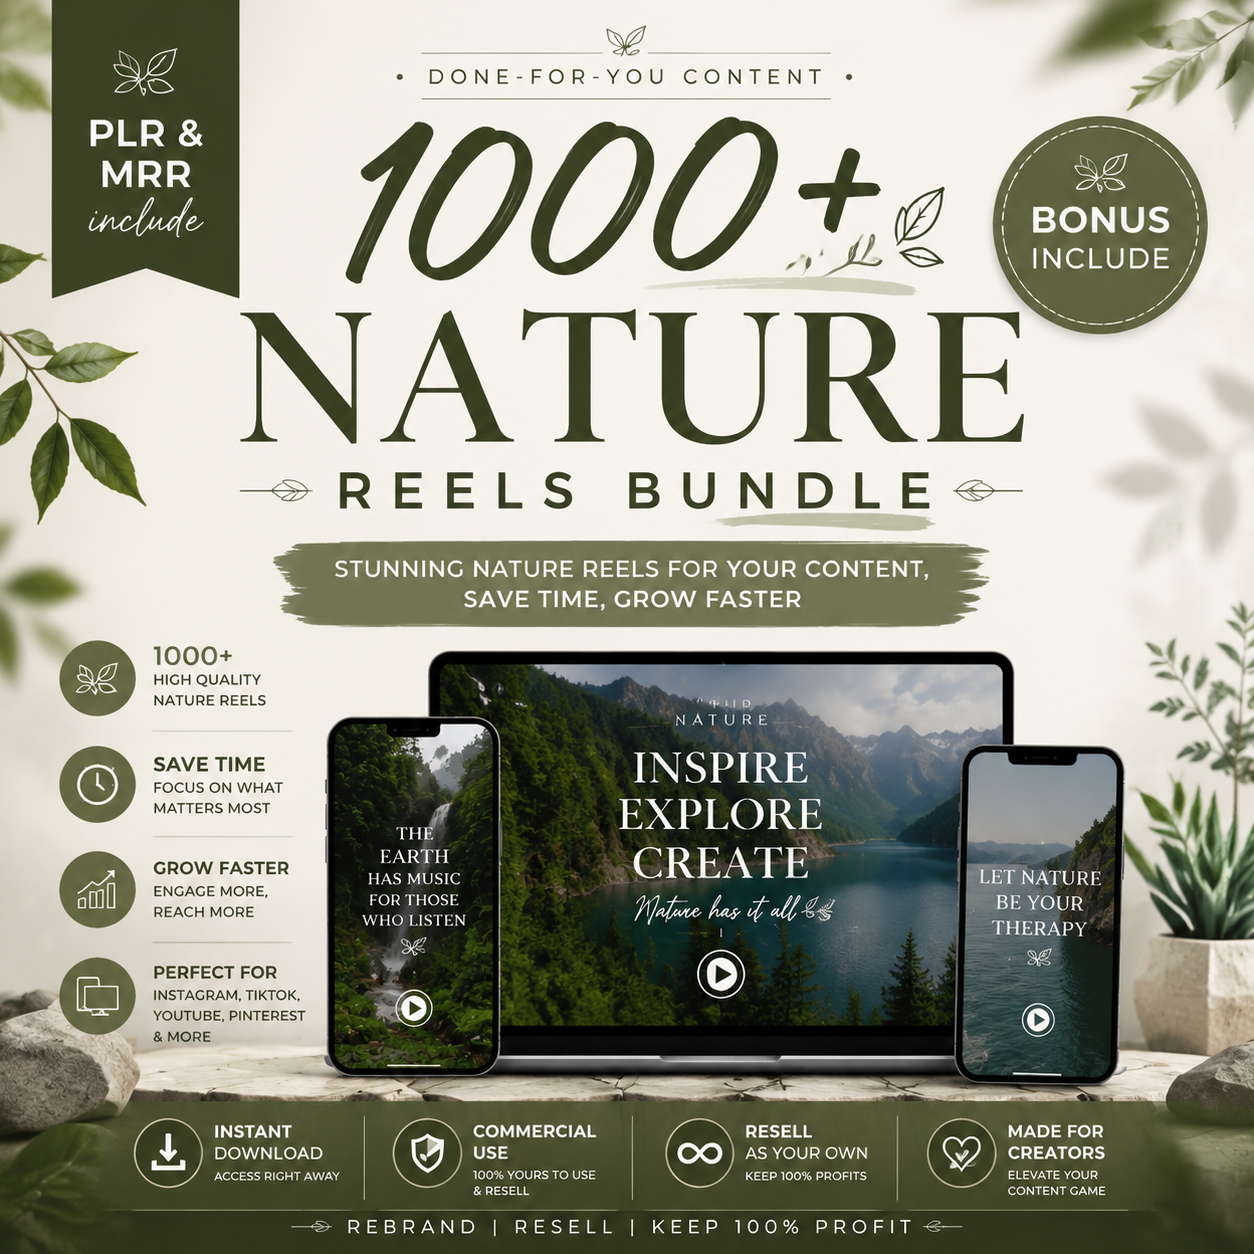 PLR &
MRR
include
• DONE-FOR-YOU CONTENT •
1000+
NATURE
REELS BUNDLE
BONUS
INCLUDE
STUNNING NATURE REELS FOR YOUR CONTENT,
SAVE TIME, GROW FASTER
1000+
HIGH QUALITY
NATURE REELS
SAVE TIME
FOCUS ON WHAT
MATTERS MOST
GROW FASTER
ENGAGE MORE,
REACH MORE
PERFECT FOR
INSTAGRAM, TIKTOK,
YOUTUBE, PINTEREST
& MORE
THE
EARTH
HAS MUSIC
FOR THOSE
WHO LISTEN
NATURE
INSPIRE
EXPLORE
CREATE
Nature has it all
LET NATURE
BE YOUR
THERAPY
INSTANT
DOWNLOAD
ACCESS RIGHT AWAY
COMMERCIAL
USE
100% YOURS TO USE
& RESELL
RESELL
AS YOUR OWN
KEEP 100% PROFITS
MADE FOR
CREATORS
ELEVATE YOUR
CONTENT GAME
REBRAND | RESELL | KEEP 100% PROFIT